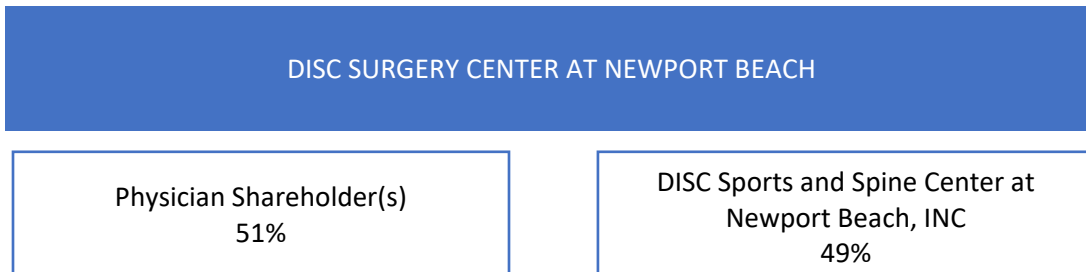 DISC SURGERY CENTER AT NEWPORT BEACH
Physician Shareholder(s)
51%
DISC Sports and Spine Center at
Newport Beach, INC
49%